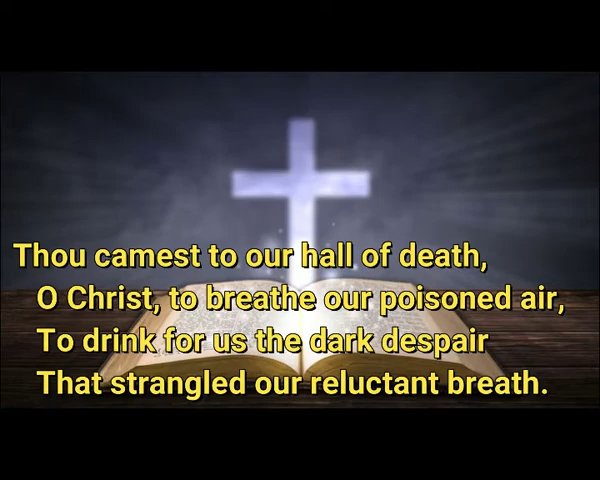 Thou camest to our hall of death,
O Christ, to breathe our poisoned air,
To drink for us the dark despair
That strangled our reluctant breath.